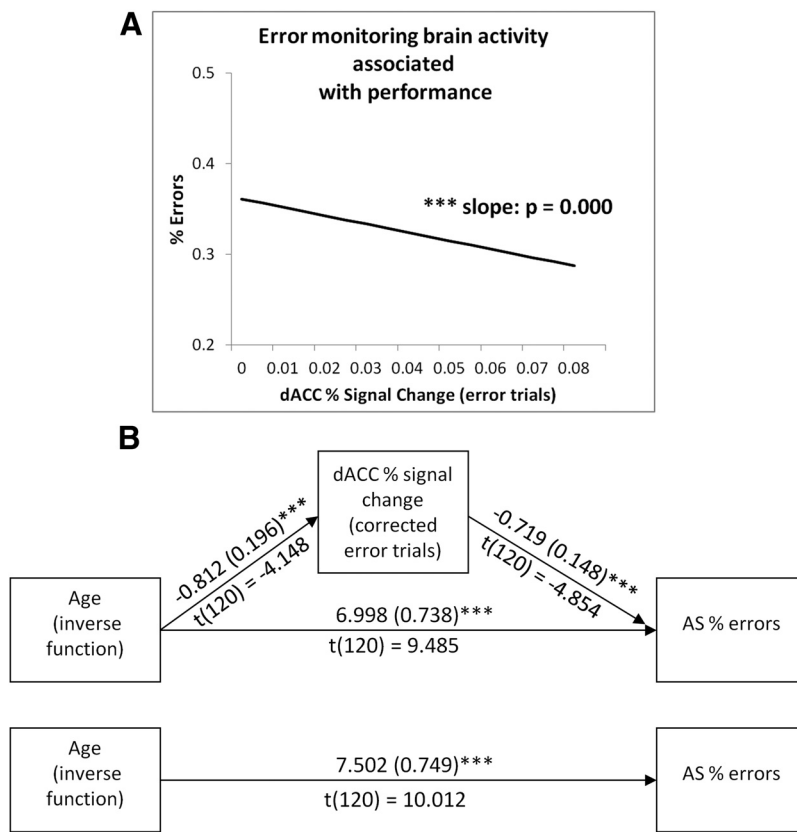 A
Error monitoring brain activity
associated
with performance
0.5
0.4
0.3
0.2
% Errors
*** slope: p = 0.000
0 0.01 0.02 0.03 0.04 0.05 0.06 0.07 0.08
dACC % Signal Change (error trials)
B
dACC % signal
change
(corrected
error trials)
-0.812 (0.196)***
t(120) = -4.148
-0.719 (0.148)***
t(120) = -4.854
Age
(inverse
function)
6.998 (0.738)***
t(120) = 9.485
AS % errors
Age
(inverse
function)
7.502 (0.749)***
t(120) = 10.012
AS % errors